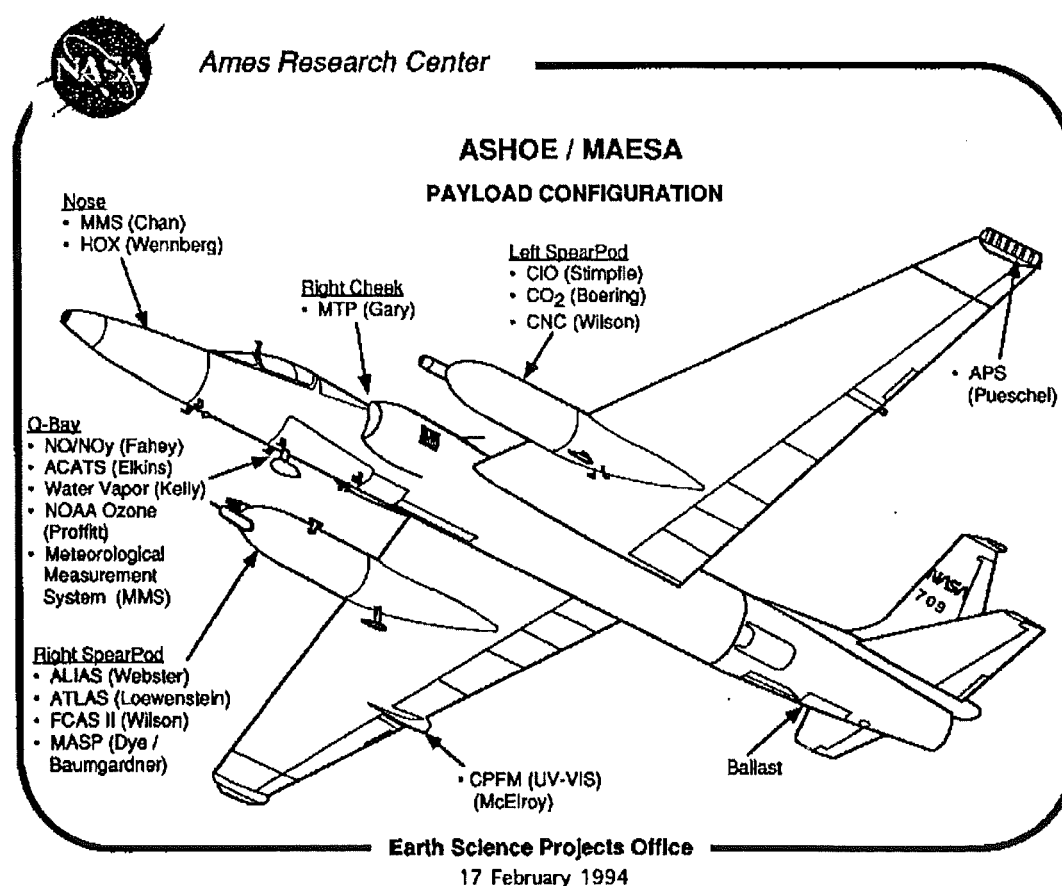 NASA
Ames Research Center
ASHOE / MAESA
PAYLOAD CONFIGURATION
Nose
• MMS (Chan)
• HOX (Wennberg)
Right Cheek
• MTP (Gary)
Left SpearPod
• ClO (Stimpfle)
• CO2 (Boering)
• CNC (Wilson)
• APS
(Pueschel)
Q-Bay
• NO/NOy (Fahey)
• ACATS (Elkins)
• Water Vapor (Kelly)
• NOAA Ozone
(Proffitt)
• Meteorological
Measurement
System (MMS)
Right SpearPod
• ALIAS (Webster)
• ATLAS (Loewenstein)
• FCAS II (Wilson)
• MASP (Dye /
Baumgardner)
• CPFM (UV-VIS)
(McElroy)
Ballast
NASA
709
Earth Science Projects Office
17 February 1994